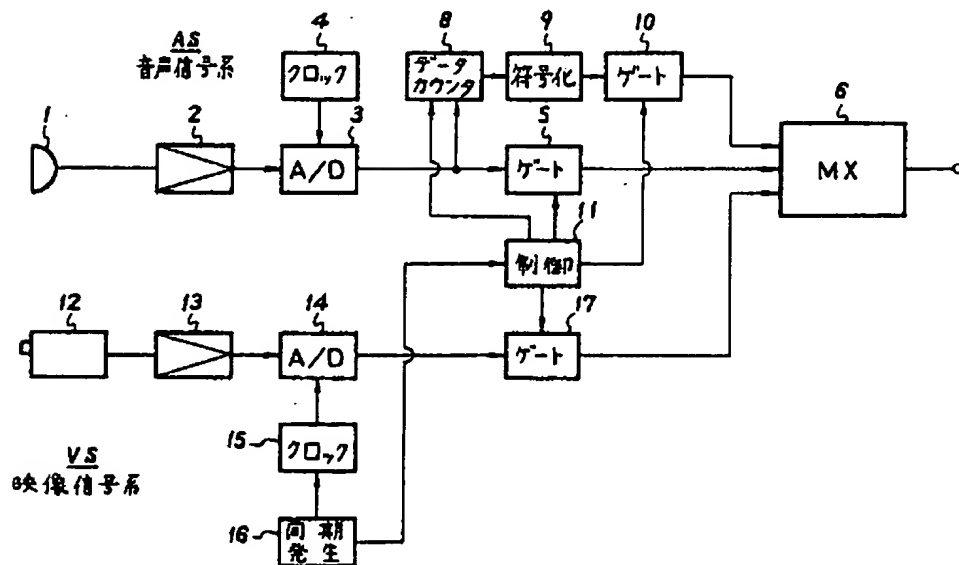 AS
音声信号系
4
クロック
8
データ
カウンタ
9
符号化
10
ゲート
1
2
3
A/D
5
ゲート
6
MX
11
制御
12
13
14
A/D
17
ゲート
15
クロック
VS
映像信号系
16
同期
発生